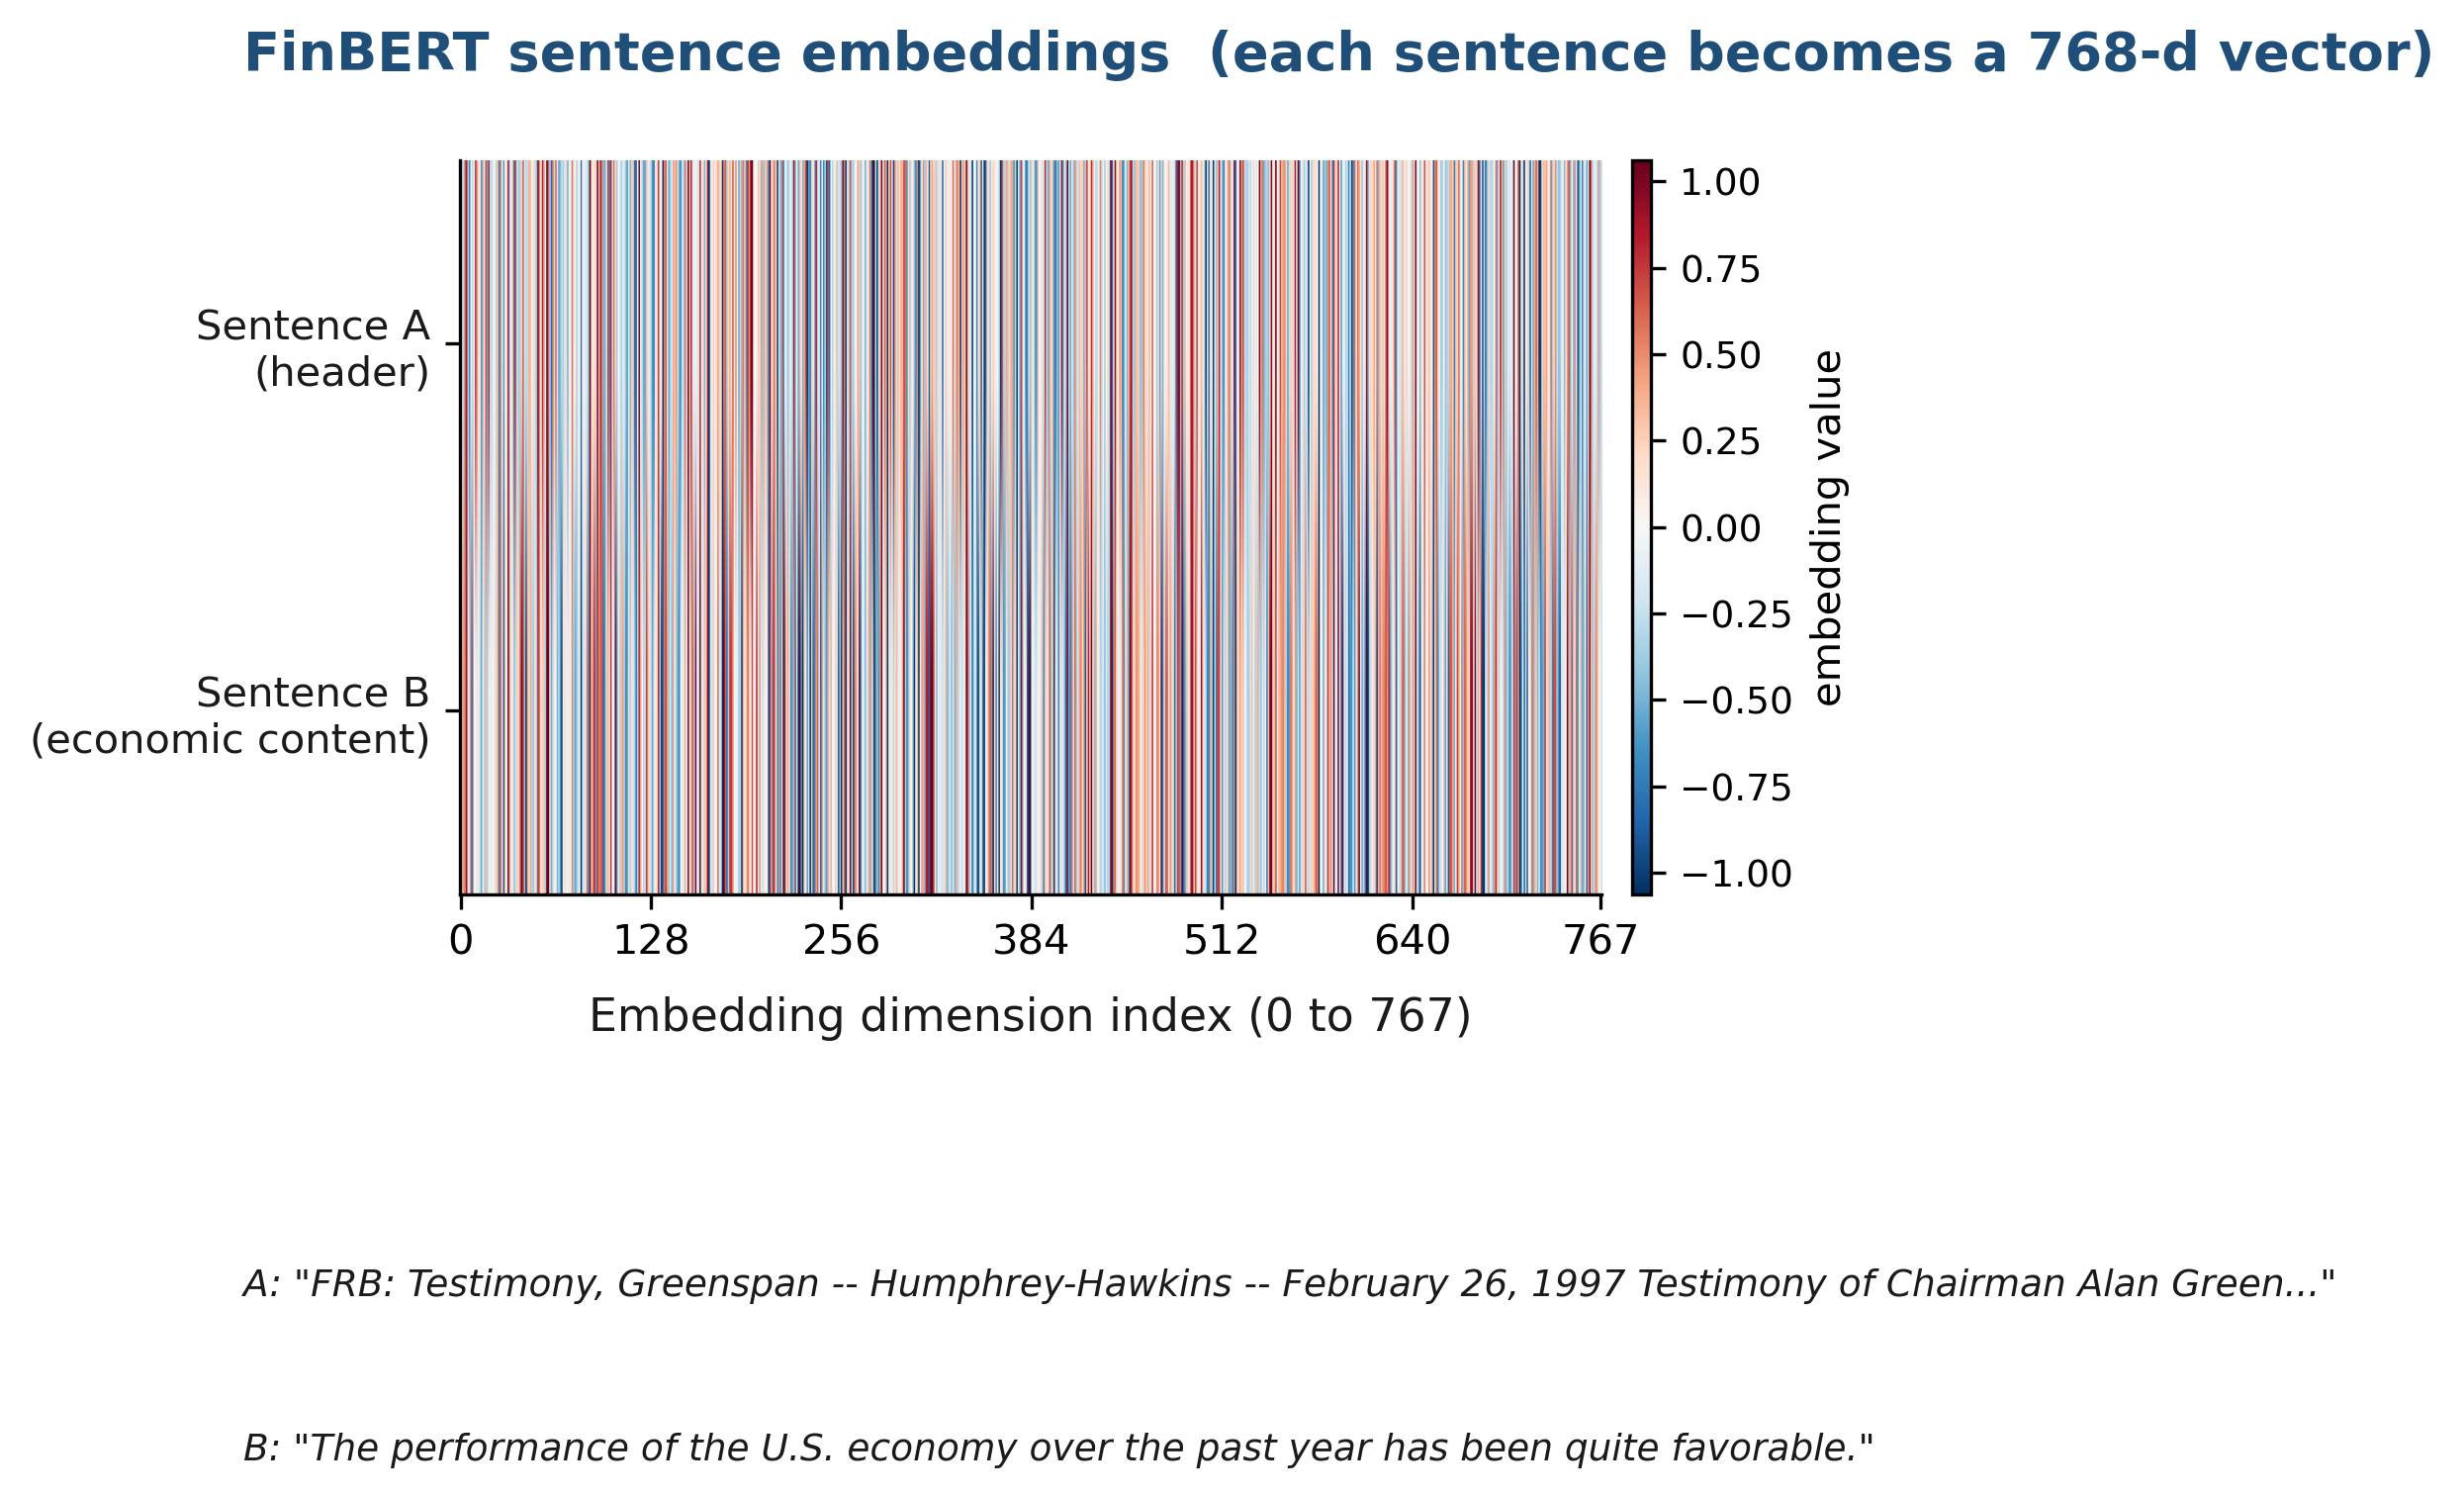 FinBERT sentence embeddings  (each sentence becomes a 768-d vector)
Sentence A
(header)
Sentence B
(economic content)
1.00
0.75
0.50
0.25
0.00
−0.25
−0.50
−0.75
−1.00
embedding value
0 128 256 384 512 640 767
Embedding dimension index (0 to 767)
A: "FRB: Testimony, Greenspan -- Humphrey-Hawkins -- February 26, 1997 Testimony of Chairman Alan Green..."
B: "The performance of the U.S. economy over the past year has been quite favorable."